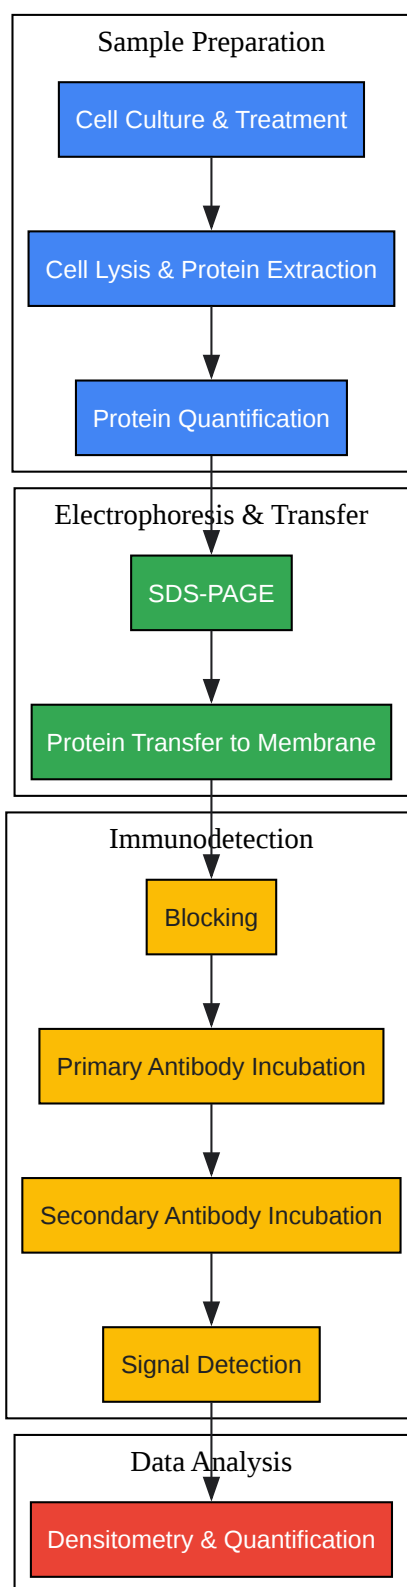 Sample Preparation
Cell Culture & Treatment
Cell Lysis & Protein Extraction
Protein Quantification
Electrophoresis & Transfer
SDS-PAGE
Protein Transfer to Membrane
Immunodetection
Blocking
Primary Antibody Incubation
Secondary Antibody Incubation
Signal Detection
Data Analysis
Densitometry & Quantification